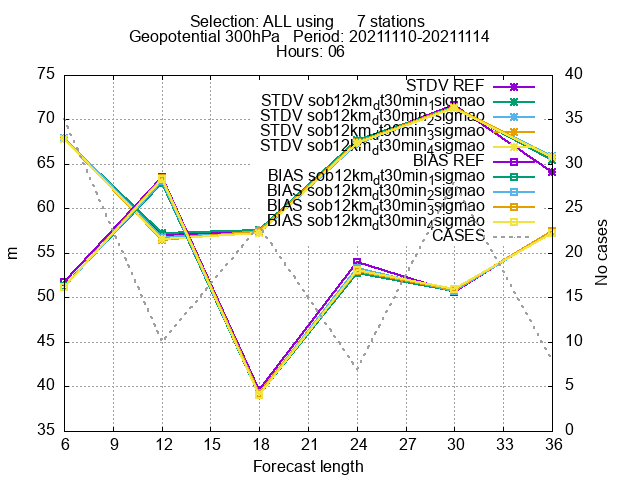 Selection: ALL using 7 stations
Geopotential 300hPa Period: 20211110-20211114
Hours: 06
75
70
65
60
55
50
45
40
35
m
40
35
30
25
20
15
10
5
0
No cases
STDV REF
STDV sob12km_dt30min_1sigmao
STDV sob12km_dt30min_2sigmao
STDV sob12km_dt30min_3sigmao
STDV sob12km_dt30min_4sigmao
BIAS REF
BIAS sob12km_dt30min_1sigmao
BIAS sob12km_dt30min_2sigmao
BIAS sob12km_dt30min_3sigmao
BIAS sob12km_dt30min_4sigmao
CASES
6 9 12 15 18 21 24 27 30 33 36
Forecast length